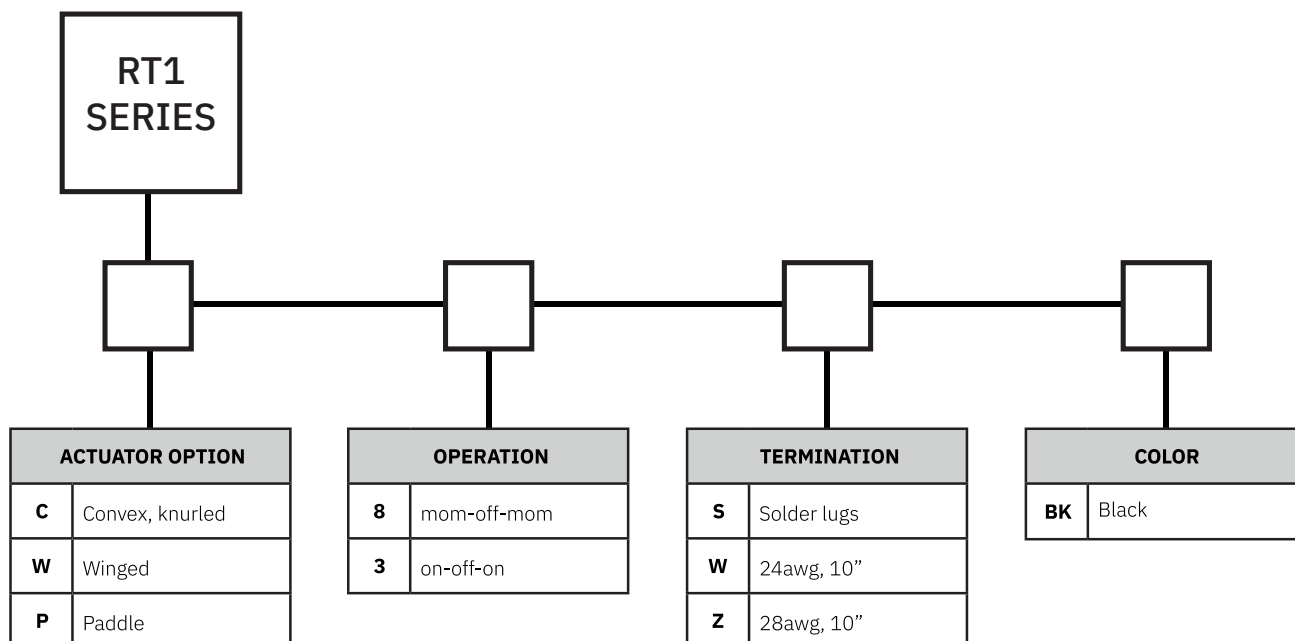 RT1
SERIES
ACTUATOR OPTION
C Convex, knurled
W Winged
P Paddle
OPERATION
8 mom-off-mom
3 on-off-on
TERMINATION
S Solder lugs
W 24awg, 10”
Z 28awg, 10”
COLOR
BK Black